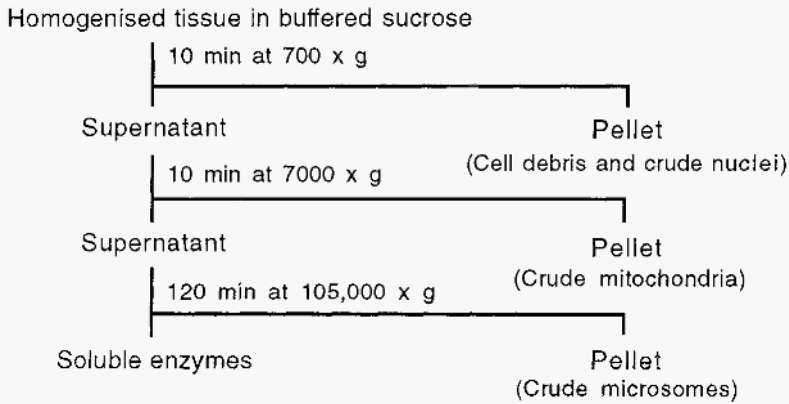 Homogenised tissue in buffered sucrose
10 min at 700 x g
Supernatant
Pellet
(Cell debris and crude nuclei)
10 min at 7000 x g
Supernatant
Pellet
(Crude mitochondria)
120 min at 105,000 x g
Soluble enzymes
Pellet
(Crude microsomes)